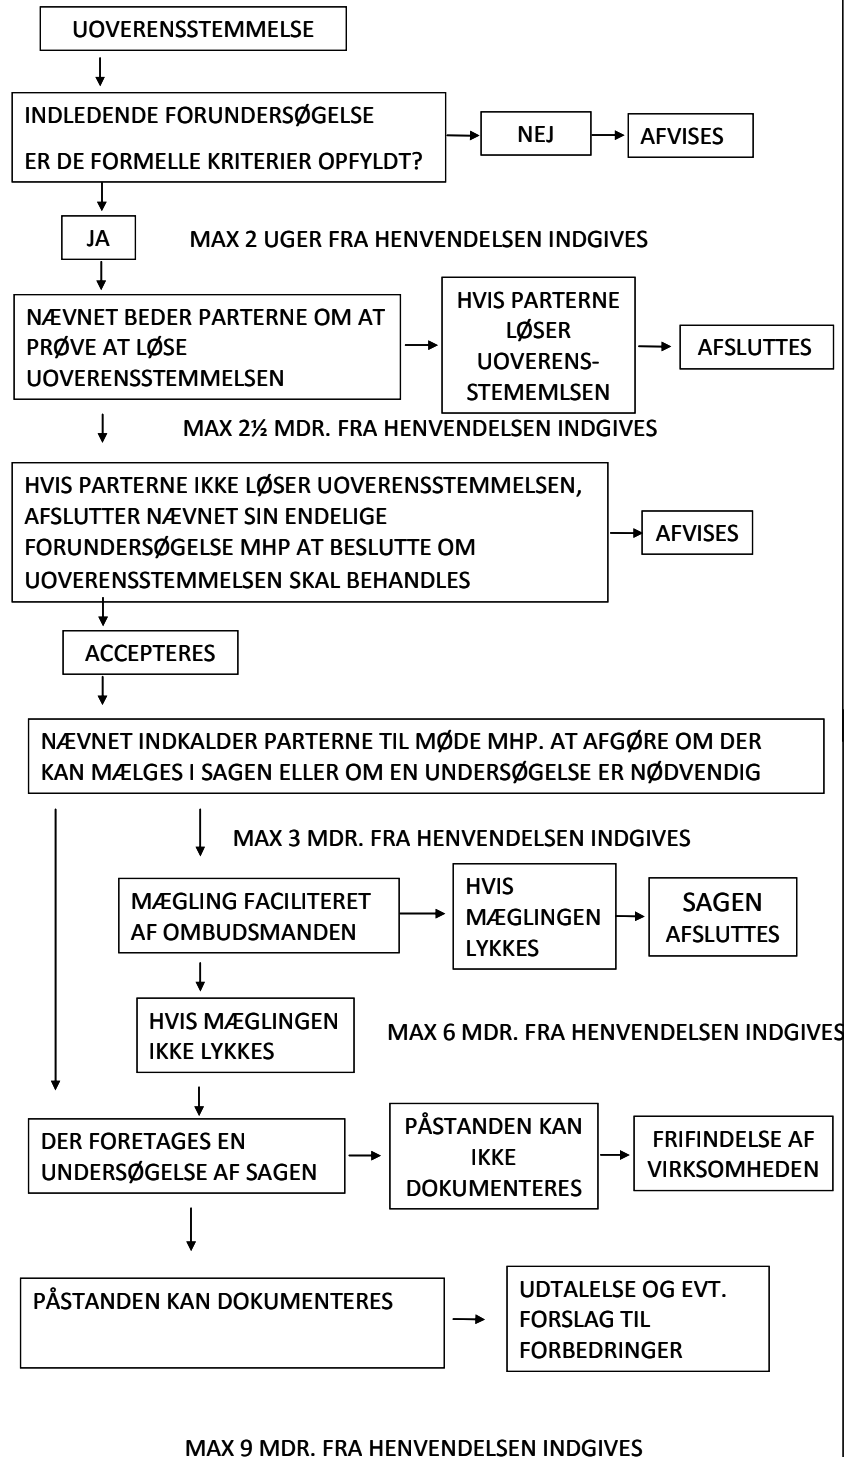 UOVERENSSTEMMELSE
INDLEDENDE FORUNDERSØGELSE
ER DE FORMELLE KRITERIER OPFYLDT?
NEJ
AFVISES
JA
MAX 2 UGER FRA HENVENDELSEN INDGIVES
NÆVNET BEDER PARTERNE OM AT
PRØVE AT LØSE
UOVERENSSTEMMELSEN
HVIS PARTERNE
LØSER
UOVERENS-
STEMEMLSEN
AFSLUTTES
MAX 2½ MDR. FRA HENVENDELSEN INDGIVES
HVIS PARTERNE IKKE LØSER UOVERENSSTEMMELSEN,
AFSLUTTER NÆVNET SIN ENDELIGE
FORUNDERSØGELSE MHP AT BESLUTTE OM
UOVERENSSTEMMELSEN SKAL BEHANDLES
AFVISES
ACCEPTERES
NÆVNET INDKALDER PARTERNE TIL MØDE MHP. AT AFGØRE OM DER
KAN MÆLGES I SAGEN ELLER OM EN UNDERSØGELSE ER NØDVENDIG
MAX 3 MDR. FRA HENVENDELSEN INDGIVES
MÆGLING FACILITERET
AF OMBUDSMANDEN
HVIS
MÆGLINGEN
LYKKES
SAGEN
AFSLUTTES
HVIS MÆGLINGEN
IKKE LYKKES
MAX 6 MDR. FRA HENVENDELSEN INDGIVES
DER FORETAGES EN
UNDERSØGELSE AF SAGEN
PÅSTANDEN KAN
IKKE
DOKUMENTERES
FRIFINDELSE AF
VIRKSOMHEDEN
PÅSTANDEN KAN DOKUMENTERES
UDTALELSE OG EVT.
FORSLAG TIL
FORBEDRINGER
MAX 9 MDR. FRA HENVENDELSEN INDGIVES